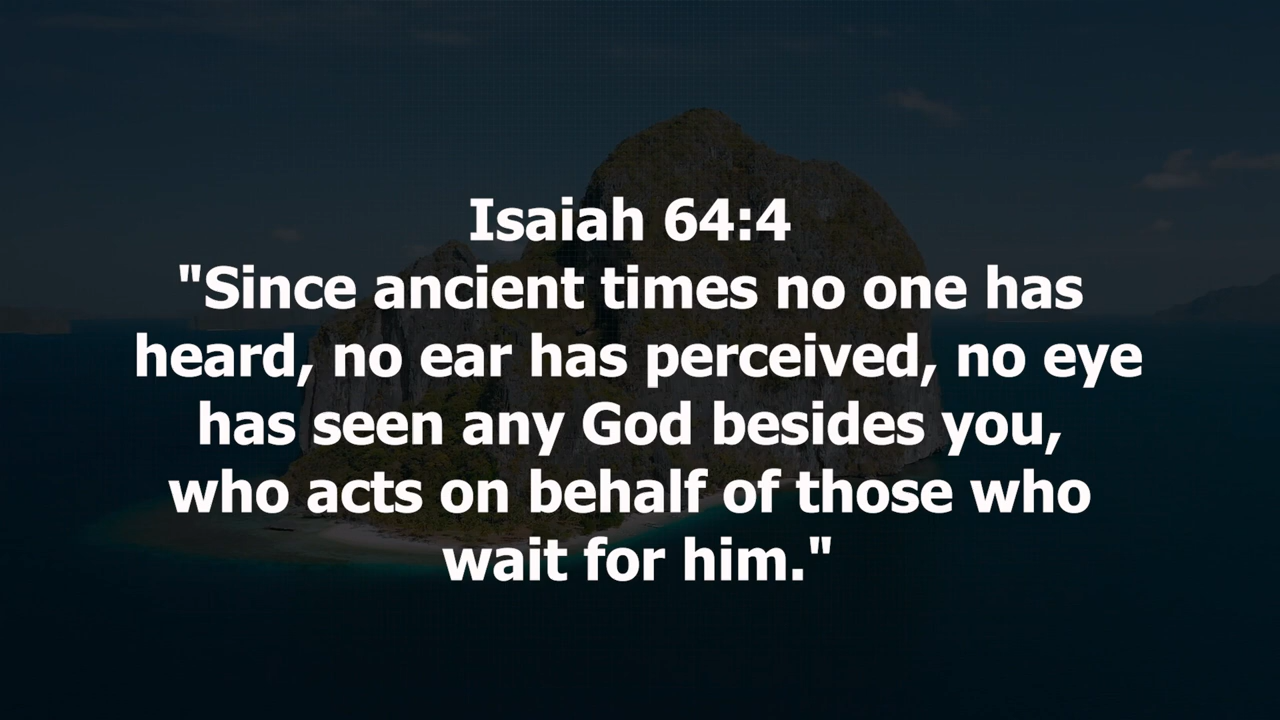 Isaiah 64:4
"Since ancient times no one has
heard, no ear has perceived, no eye
has seen any God besides you,
who acts on behalf of those who
wait for him."